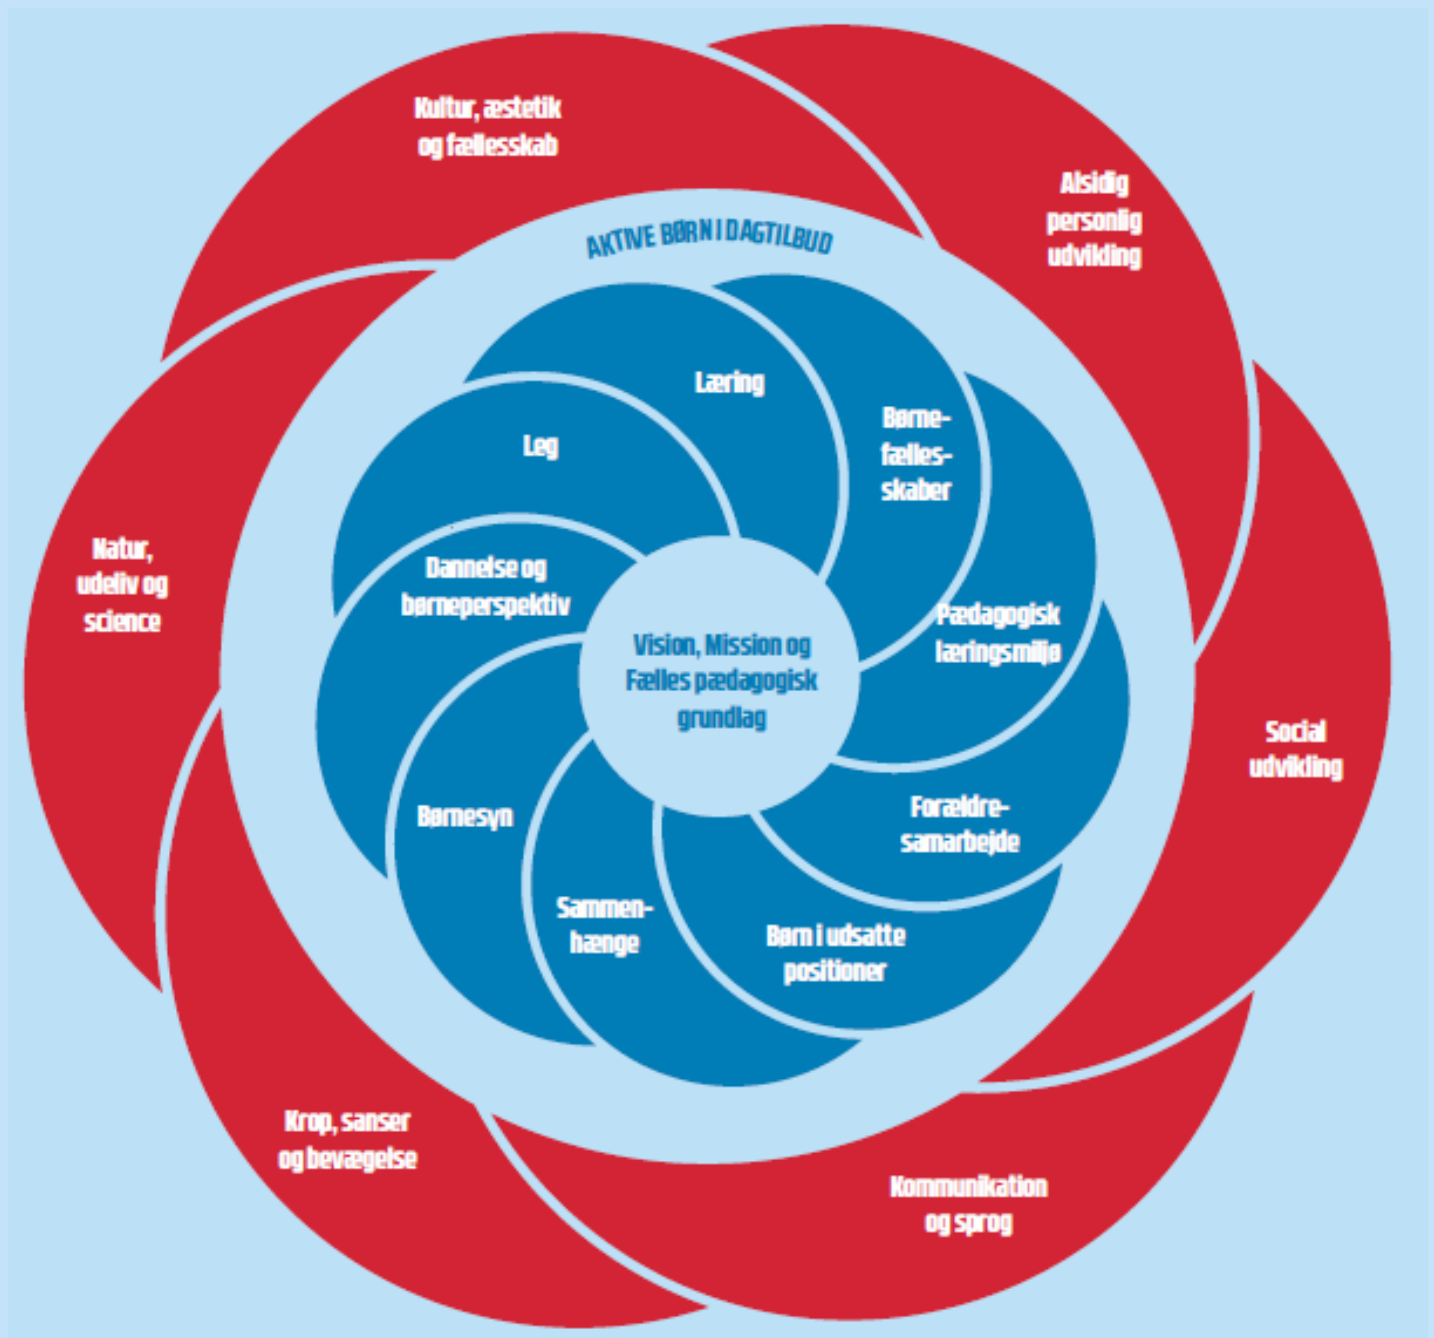 Kultur, æstetik
og fællesskab
Alsidig
personlig
udvikling
AKTIVE BØRN I DAGTILBUD
Læring
Børne-
fælles-
skaber
Leg
Natur,
udeliv og
science
Dannelse og
børneperspektiv
Pædagogisk
læringsmiljø
Vision, Mission og
Fælles pædagogisk
grundlag
Social
udvikling
Børnesyn
Forældre-
samarbejde
Sammen-
hænge
Børn i udsatte
positioner
Krop, sanser
og bevægelse
Kommunikation
og sprog